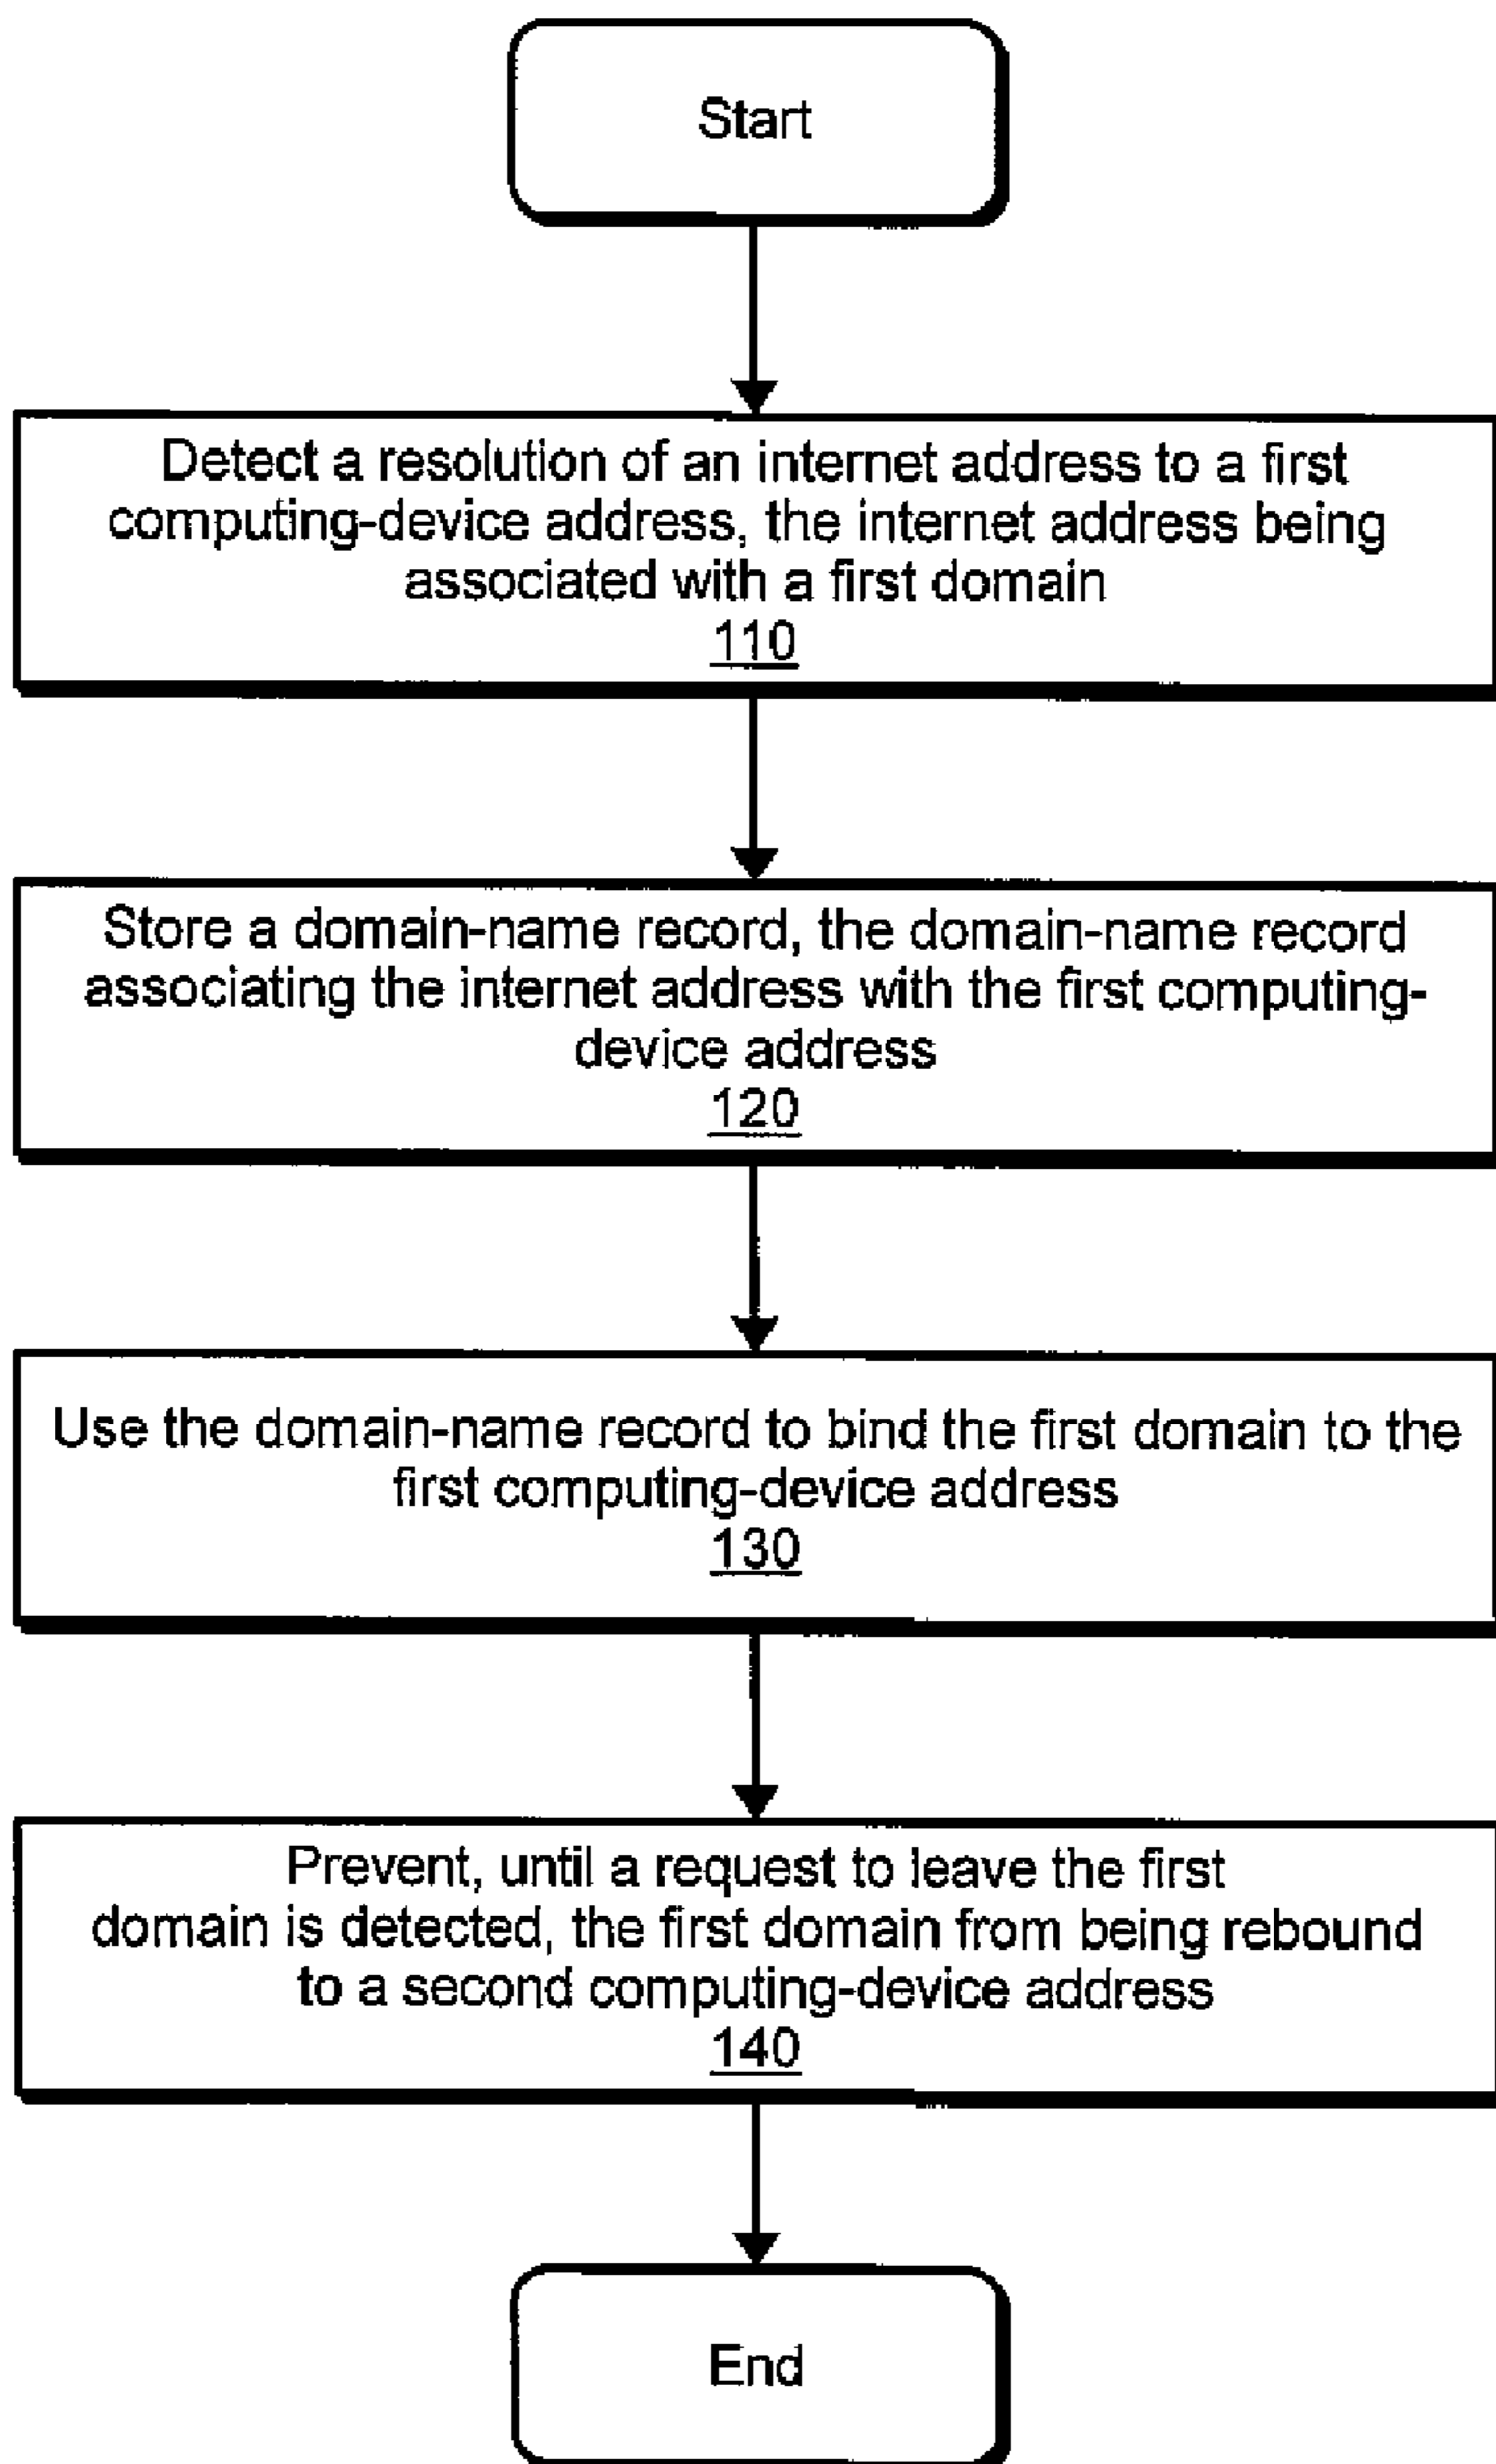 Start
Detect a resolution of an internet address to a first
computing-device address, the internet address being
associated with a first domain
110
Store a domain-name record, the domain-name record
associating the internet address with the first computing-
device address
120
Use the domain-name record to bind the first domain to the
first computing-device address
130
Prevent, until a request to leave the first
domain is detected, the first domain from being rebound
to a second computing-device address
140
End